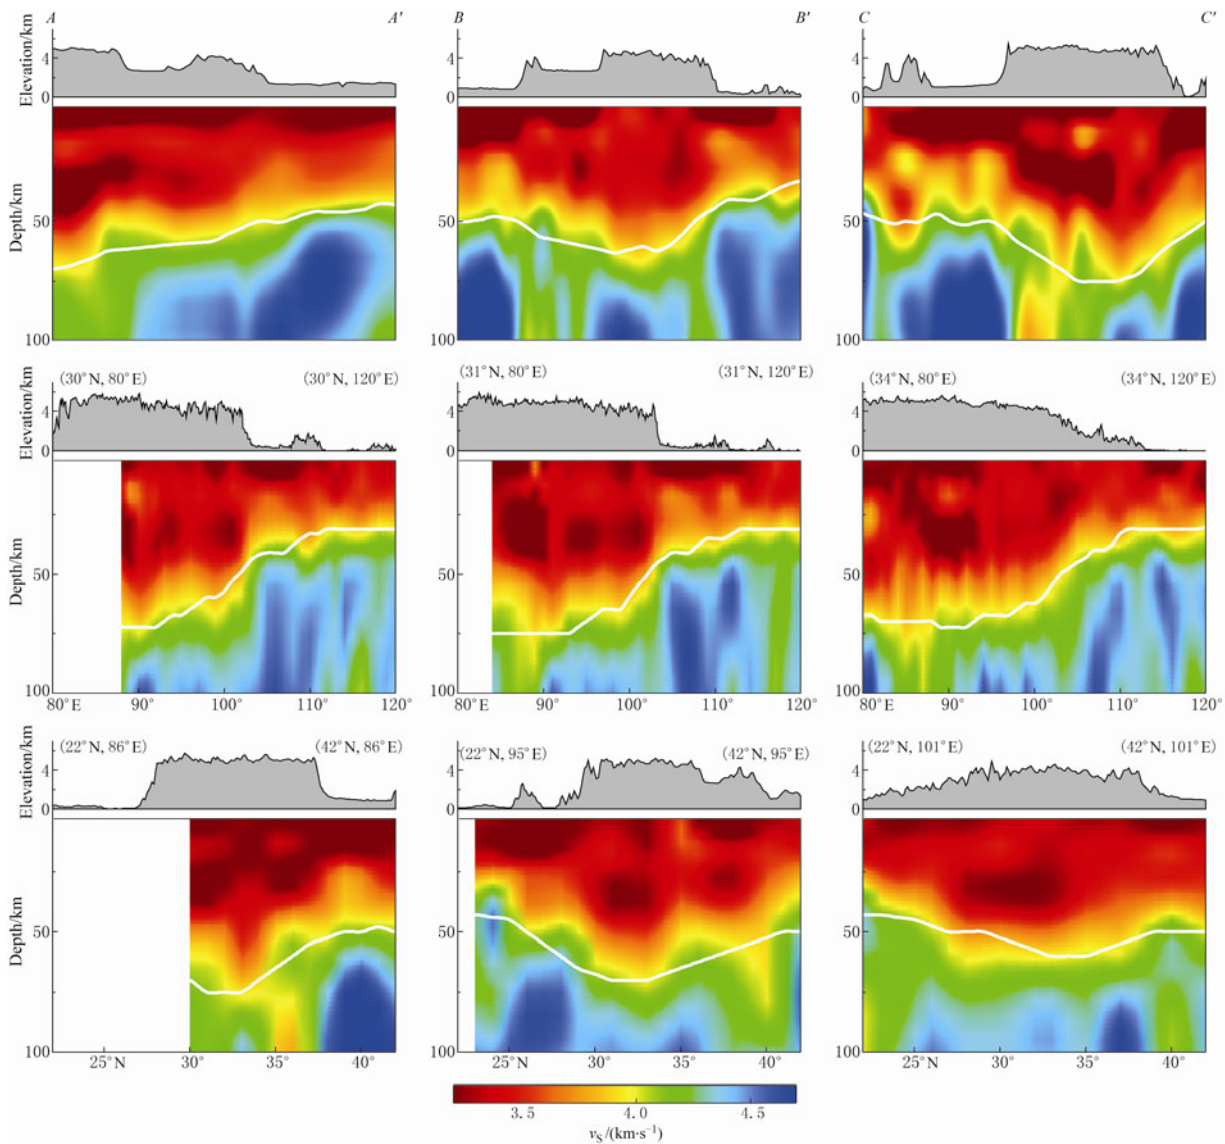 A A′ B B′ C C′
Elevation/km 4 0 4 0 4 0
Depth/km 50 100 50 100 50 100
(30°N, 80°E) (30°N, 120°E) (31°N, 80°E) (31°N, 120°E) (34°N, 80°E) (34°N, 120°E)
Elevation/km 4 0 4 0 4 0
Depth/km 50 100 50 100 50 100
80°E 90° 100° 110° 120° 80°E 90° 100° 110° 120° 80°E 90° 100° 110° 120°
(22°N, 86°E) (42°N, 86°E) (22°N, 95°E) (42°N, 95°E) (22°N, 101°E) (42°N, 101°E)
Elevation/km 4 0 4 0 4 0
Depth/km 50 100 50 100 50 100
25°N 30° 35° 40° 25°N 30° 35° 40° 25°N 30° 35° 40°
3.5 4.0 4.5
vS/(km·s⁻¹)